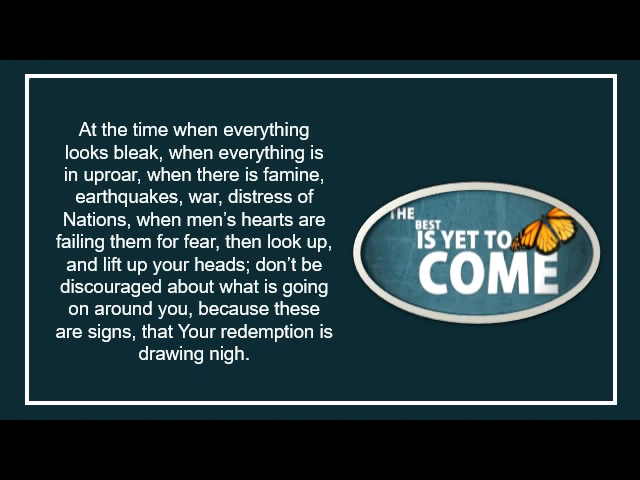 At the time when everything
looks bleak, when everything is
in uproar, when there is famine,
earthquakes, war, distress of
Nations, when men’s hearts are
failing them for fear, then look up,
and lift up your heads; don’t be
discouraged about what is going
on around you, because these
are signs, that Your redemption is
drawing nigh.
THE
BEST
IS YET TO
COME